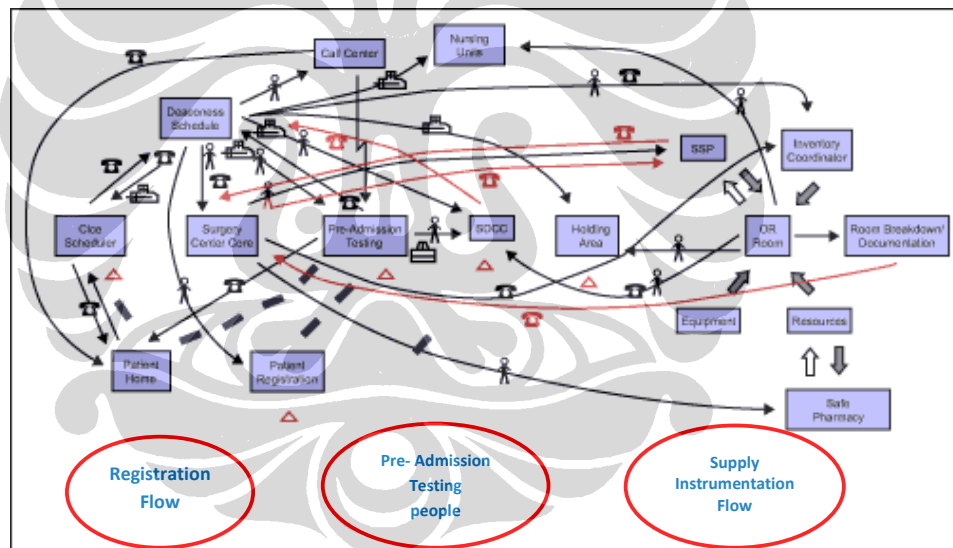 Call Center
Nursing
Units
Deaconess
Schedule
SSP
Inventory
Coordinator
Cloe
Scheduler
Surgery
Center Core
Pre-Admission
Testing
SDCC
Holding
Area
OR
Room
Room Breakdown/
Documentation
Equipment
Resources
Patient
Home
Patient
Registration
Safe
Pharmacy
Registration
Flow
Pre- Admission
Testing
people
Supply
Instrumentation
Flow